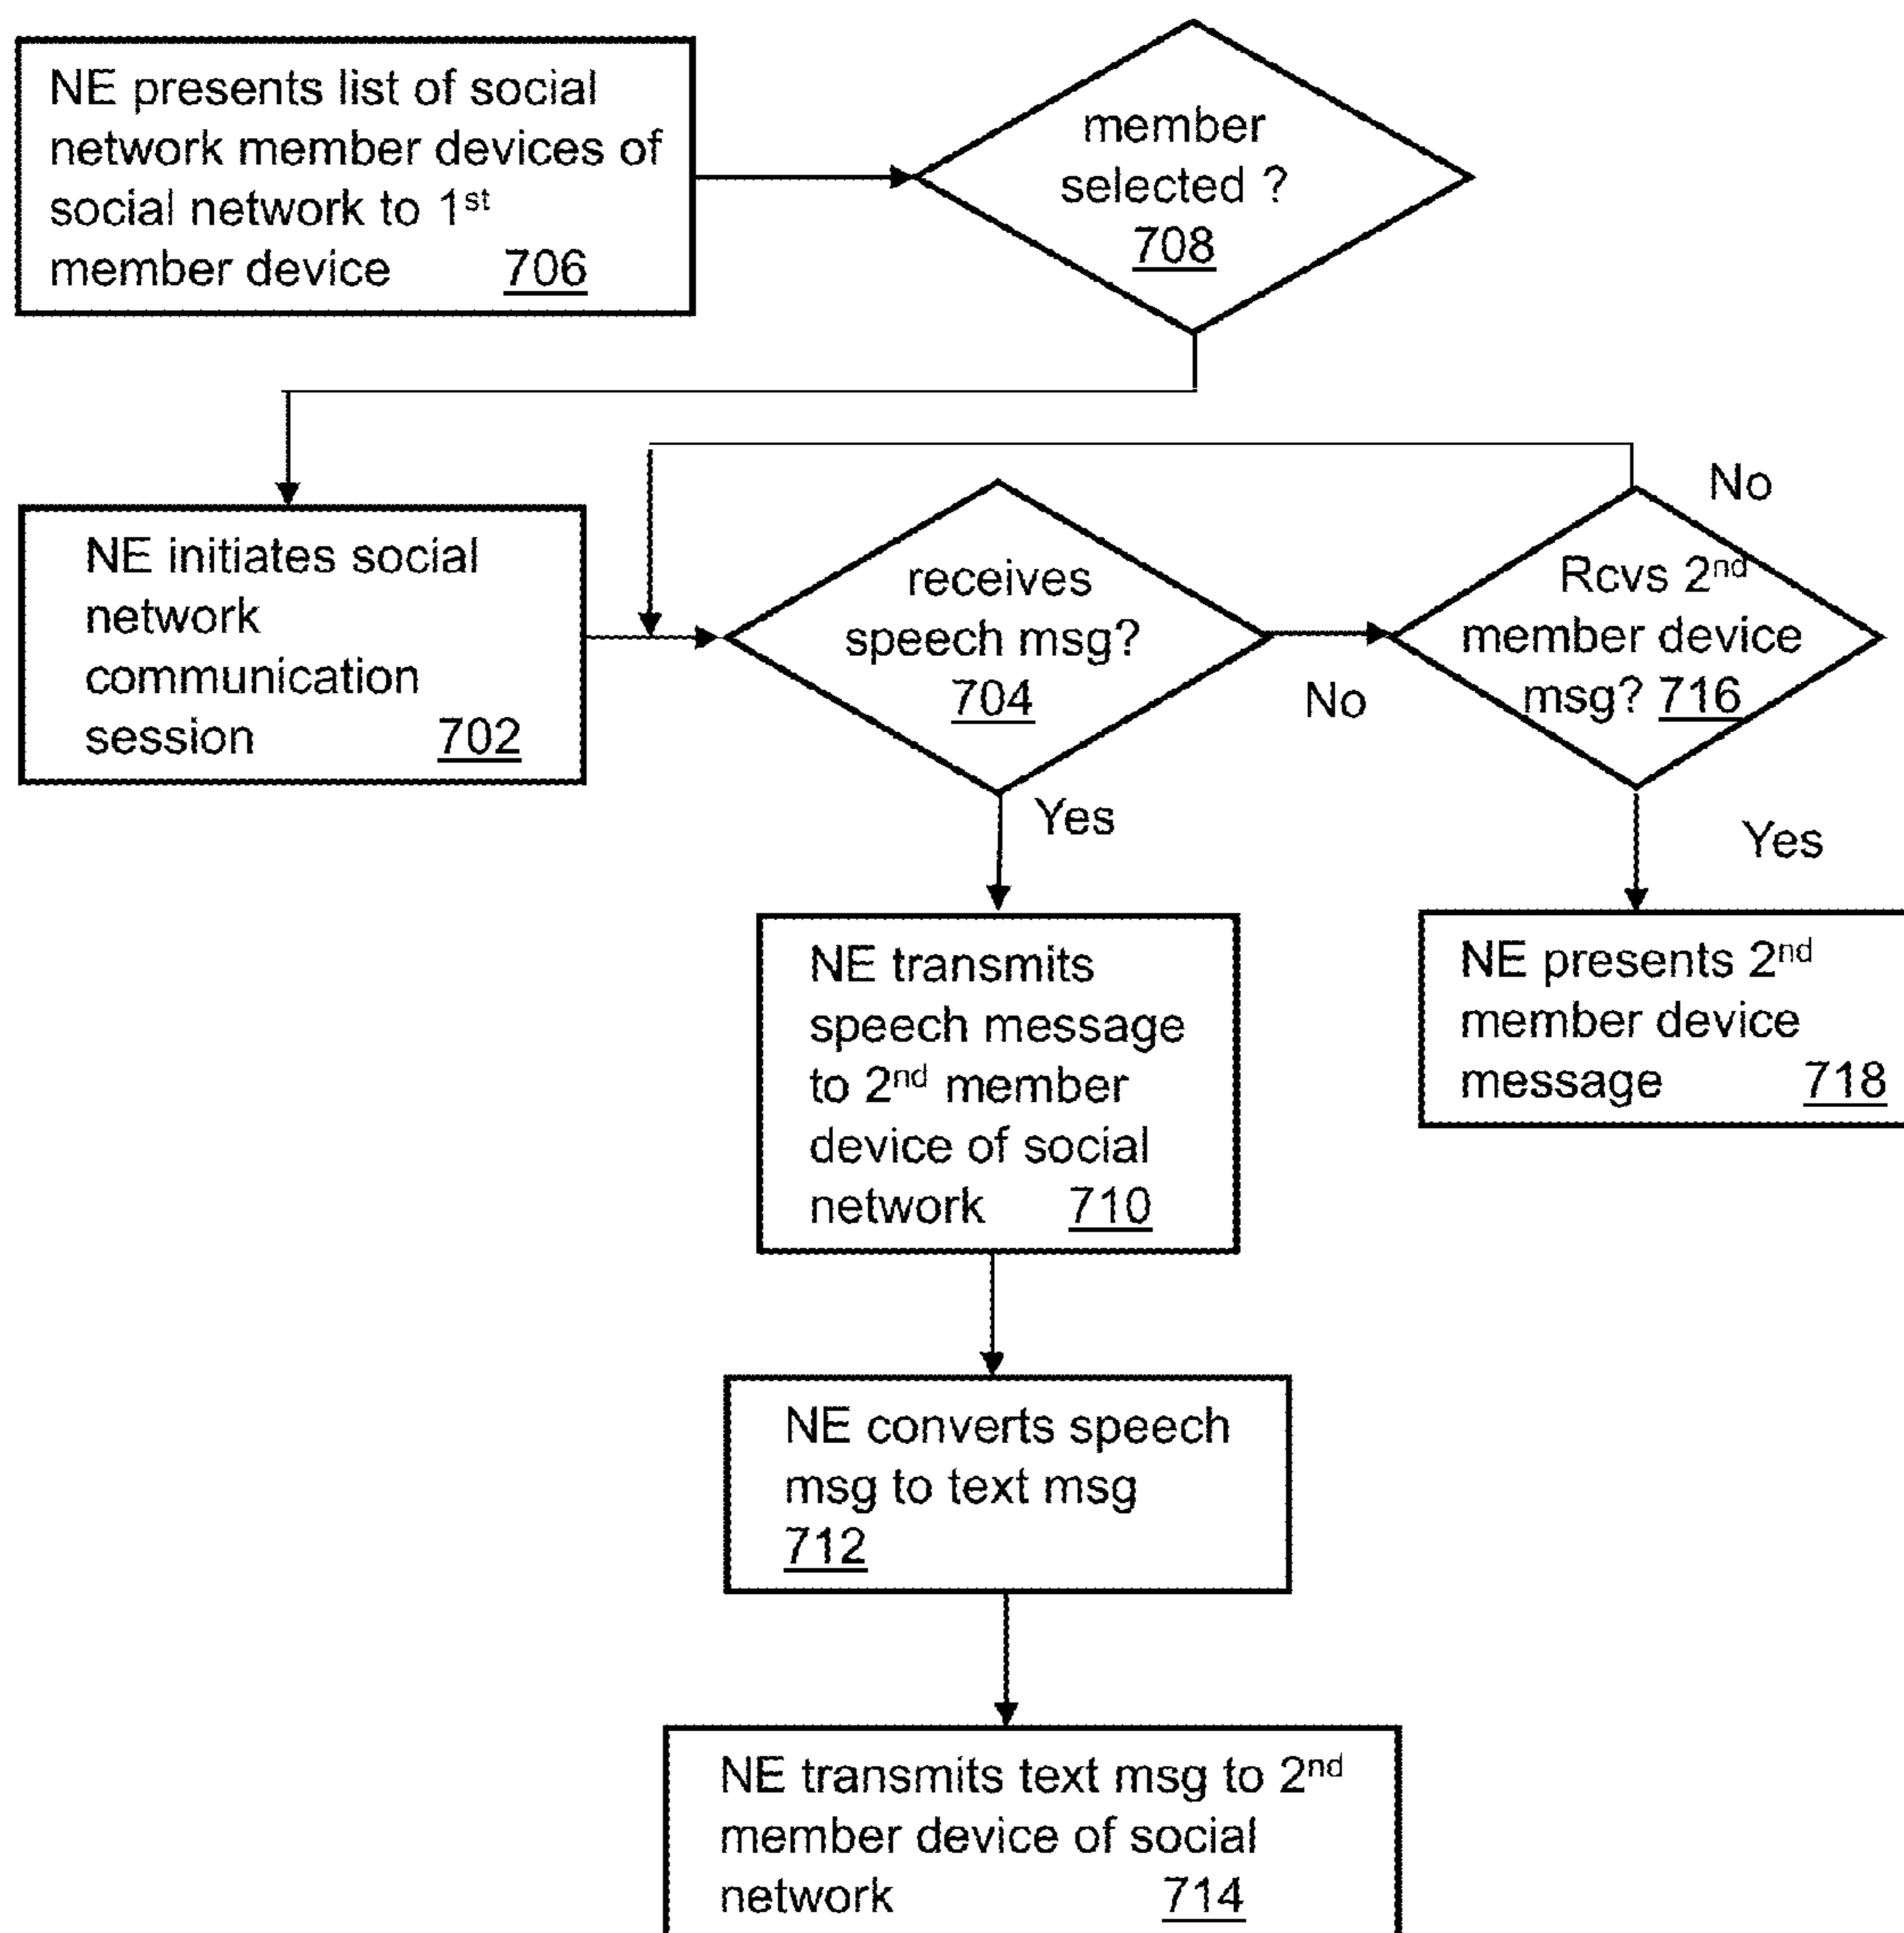 NE presents list of social
network member devices of
social network to 1st
member device 706
member
selected ?
708
NE initiates social
network
communication
session 702
receives
speech msg?
704
No
Rcvs 2nd
member device
msg? 716
No
Yes
Yes
NE transmits
speech message
to 2nd member
device of social
network 710
NE presents 2nd
member device
message 718
NE converts speech
msg to text msg
712
NE transmits text msg to 2nd
member device of social
network 714